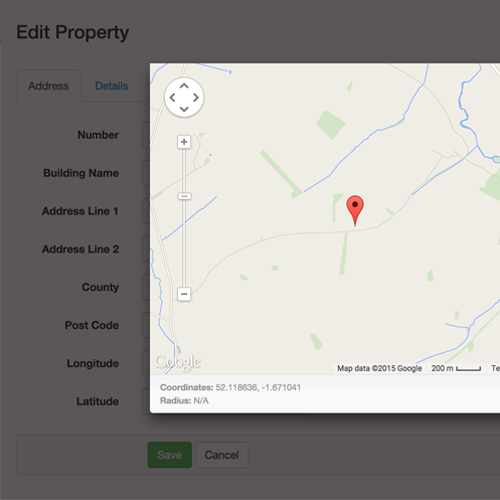 Edit Property
Address Details
Number
Building Name
Address Line 1
Address Line 2
County
Post Code
Longitude
Latitude
Google
Map data ©2015 Google 200 m Te
Coordinates: 52.118636, -1.671041
Radius: N/A
Save Cancel